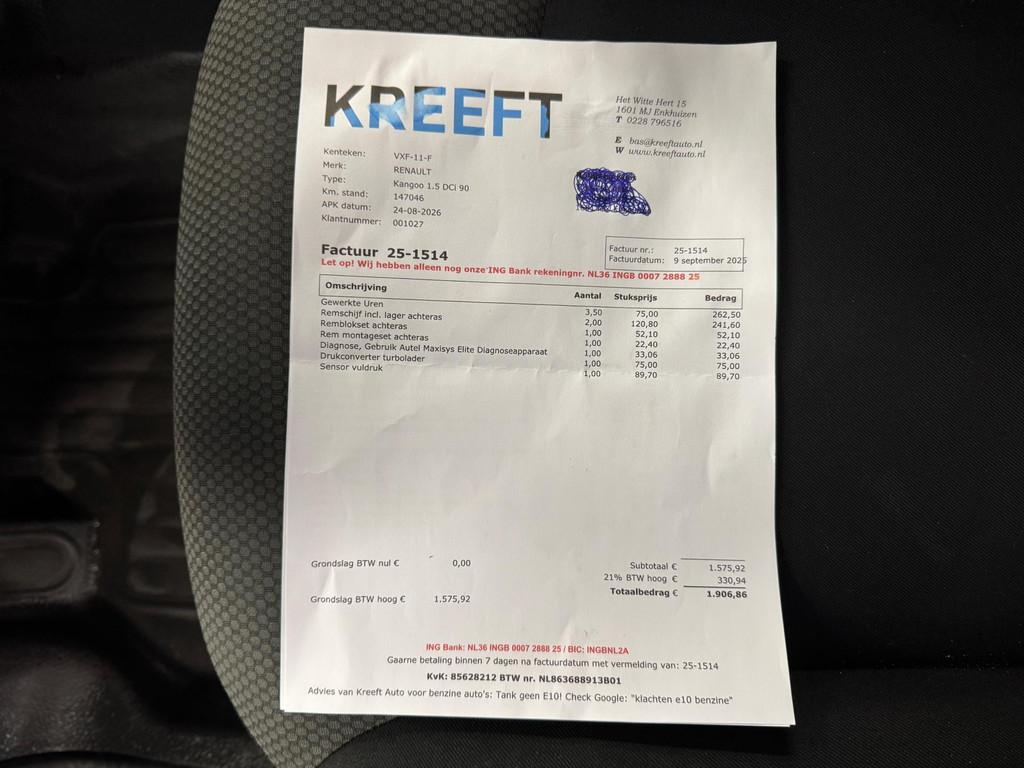 KREEFT
Het Witte Hert 15
1601 MJ Enkhuizen
T 0228 796516
E bas@kreeftauto.nl
W www.kreeftauto.nl
Kenteken: VXF-11-F
Merk: RENAULT
Type: Kangoo 1.5 DCi 90
Km. stand: 147046
APK datum: 24-08-2026
Klantnummer: 001027
Factuur 25-1514
Factuur nr.: 25-1514
Factuurdatum: 9 september 2025
Let op! Wij hebben alleen nog onze ING Bank rekeningnr. NL36 INGB 0007 2888 25
Omschrijving Aantal Stuksprijs Bedrag
Gewerkte Uren 3,50 75,00 262,50
Remschijf incl. lager achteras 2,00 120,80 241,60
Remblokset achteras 1,00 52,10 52,10
Rem montageset achteras 1,00 22,40 22,40
Diagnose, Gebruik Autel Maxisys Elite Diagnoseapparaat 1,00 33,06 33,06
Drukconverter turbolader 1,00 75,00 75,00
Sensor vuldruk 1,00 89,70 89,70
Grondslag BTW nul € 0,00
Grondslag BTW hoog € 1.575,92
Subtotaal € 1.575,92
21% BTW hoog € 330,94
Totaalbedrag € 1.906,86
ING Bank: NL36 INGB 0007 2888 25 / BIC: INGBNL2A
Gaarne betaling binnen 7 dagen na factuurdatum met vermelding van: 25-1514
KvK: 85628212 BTW nr. NL863688913B01
Advies van Kreeft Auto voor benzine auto's: Tank geen E10! Check Google: "klachten e10 benzine"